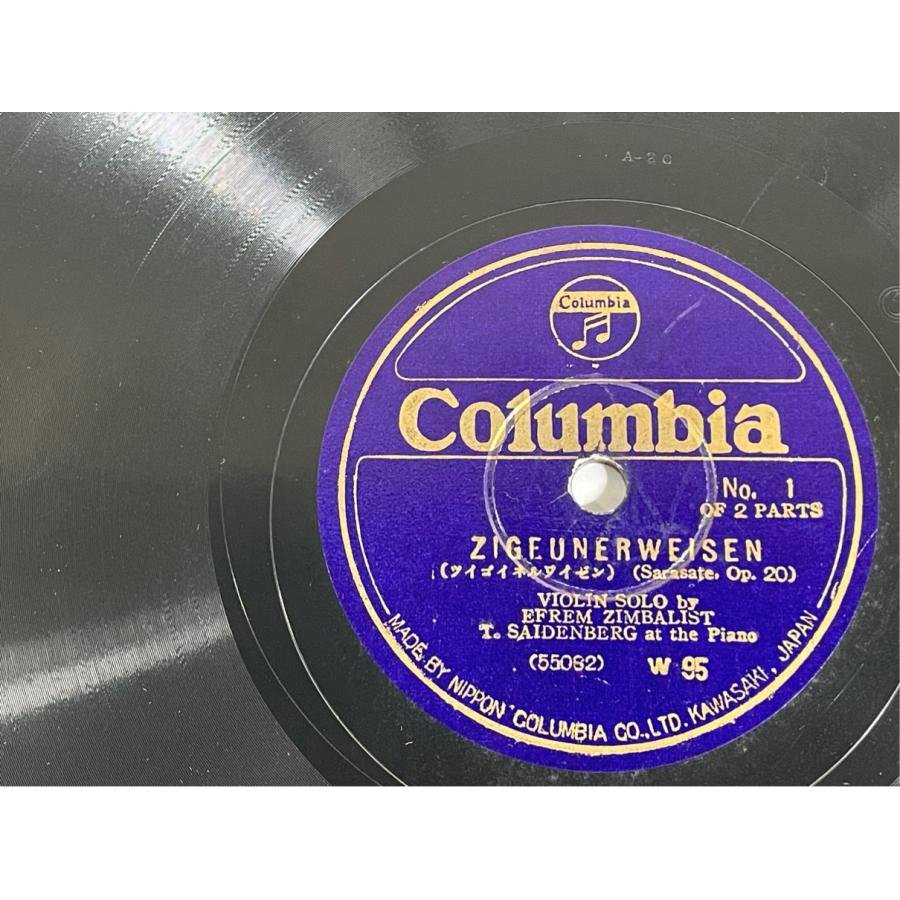 A-20
Columbia
Columbia
No. 1
OF 2 PARTS
ZIGEUNERWEISEN
(ツイゴイネルワイゼン) (Sarasate, Op. 20)
VIOLIN SOLO by
EFREM ZIMBALIST
T. SAIDENBERG at the Piano
(55082) W 95
MADE BY NIPPON COLUMBIA CO., LTD. KAWASAKI, JAPAN